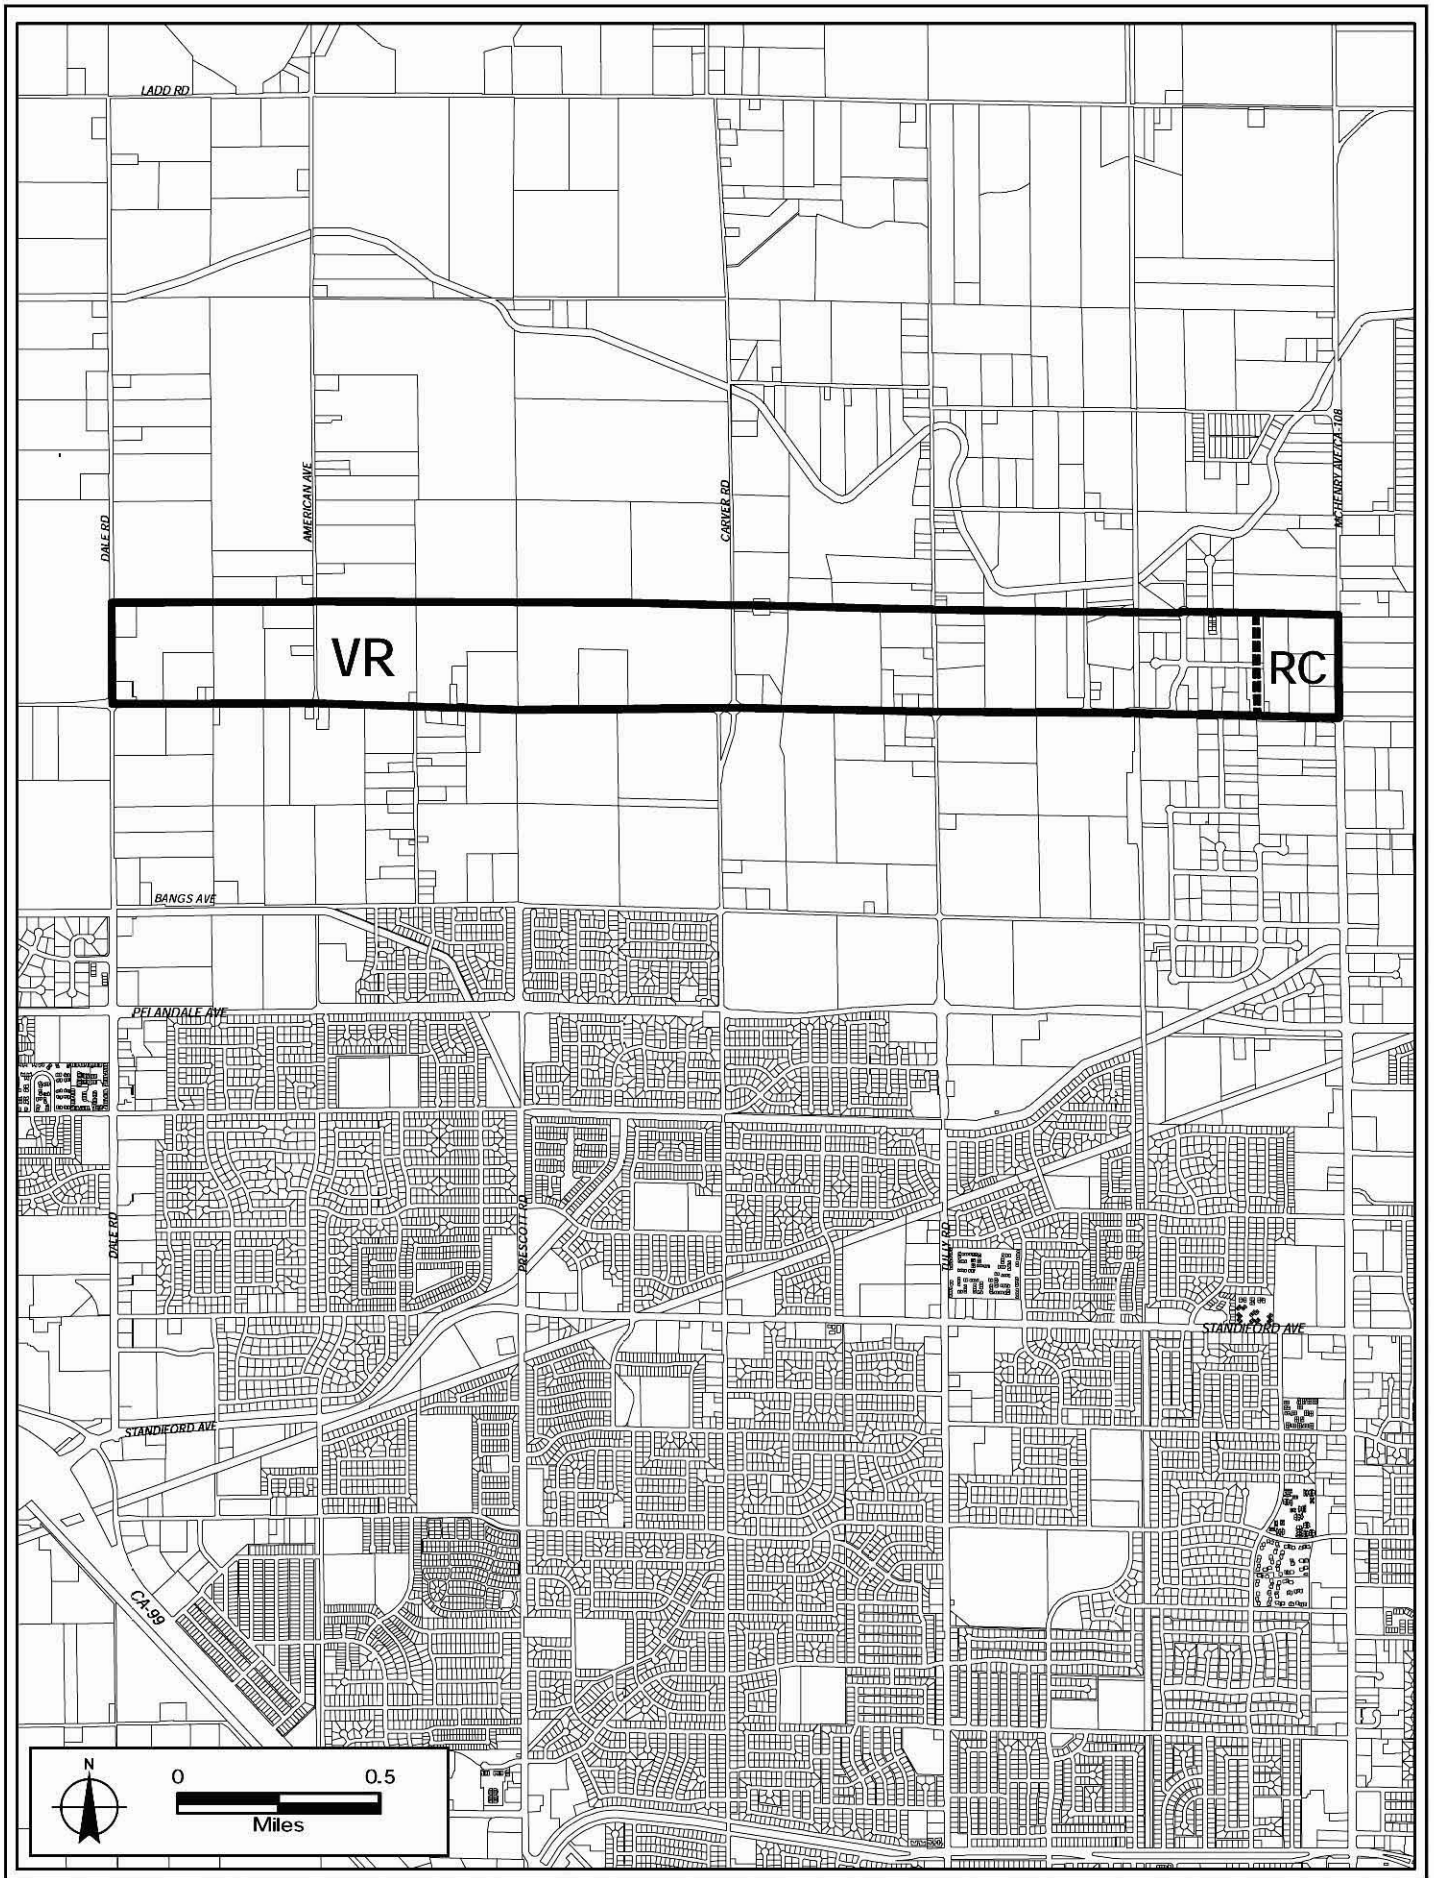 LADD RD
MCHENRY AVE/CA-108
AMERICAN AVE
CARVER RD
DALE RD
VR
RC
BANGS AVE
PELANDALE AVE
DALE RD
PRESCOTT RD
TULLY RD
STANDIFORD AVE
STANDIFORD AVE
CA-99
N
0 0.5
Miles